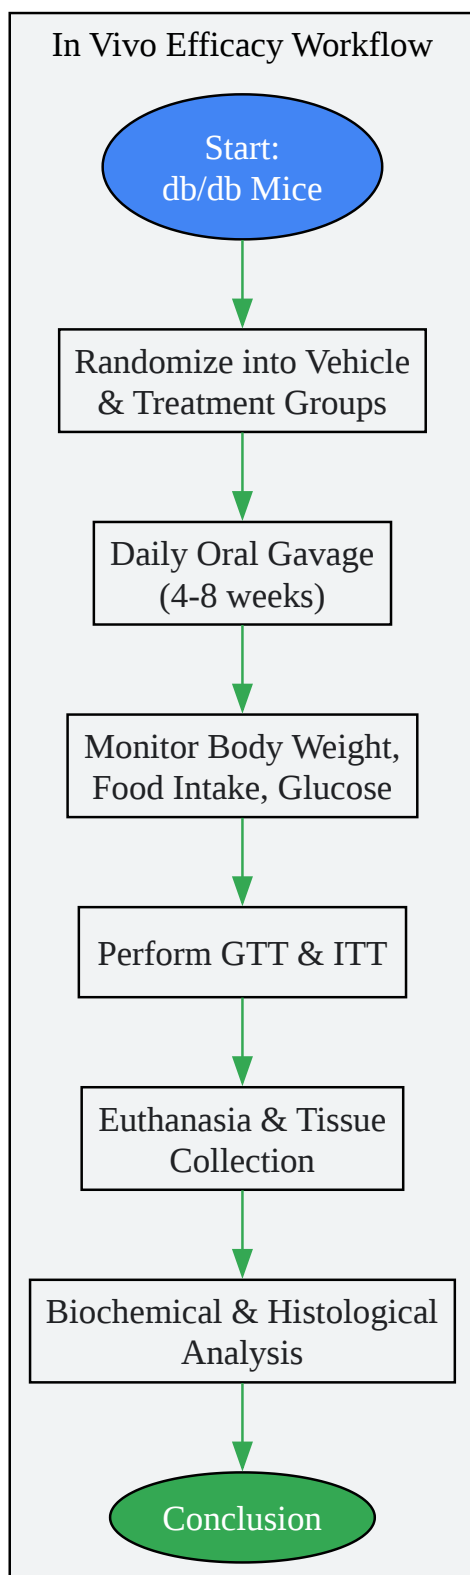 In Vivo Efficacy Workflow
Start:
db/db Mice
Randomize into Vehicle
& Treatment Groups
Daily Oral Gavage
(4-8 weeks)
Monitor Body Weight,
Food Intake, Glucose
Perform GTT & ITT
Euthanasia & Tissue
Collection
Biochemical & Histological
Analysis
Conclusion